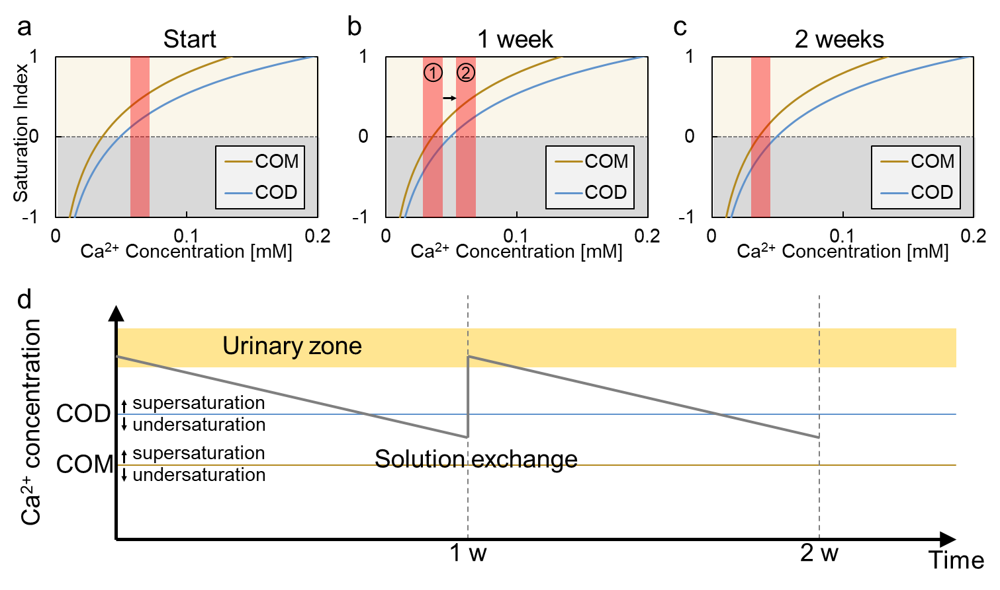 a
Start
Saturation Index
1
0
-1
COM
COD
0
0.1
0.2
Ca²⁺ Concentration [mM]
b
1 week
1
0
-1
① ②
COM
COD
0
0.1
0.2
Ca²⁺ Concentration [mM]
c
2 weeks
1
0
-1
COM
COD
0
0.1
0.2
Ca²⁺ Concentration [mM]
d
Ca²⁺ concentration
Urinary zone
COD
supersaturation
undersaturation
COM
supersaturation
undersaturation
Solution exchange
1 w
2 w
Time